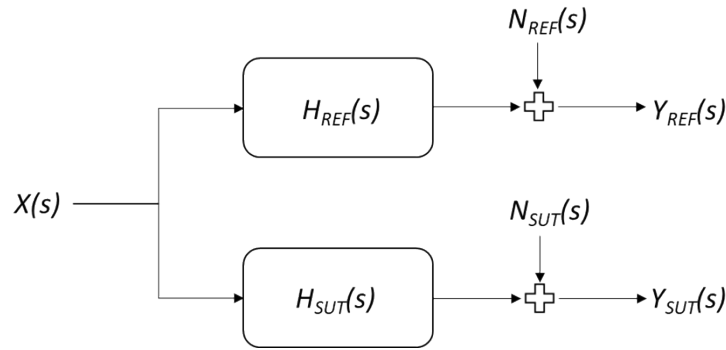 N_REF(s)
H_REF(s)
Y_REF(s)
X(s)
N_SUT(s)
H_SUT(s)
Y_SUT(s)